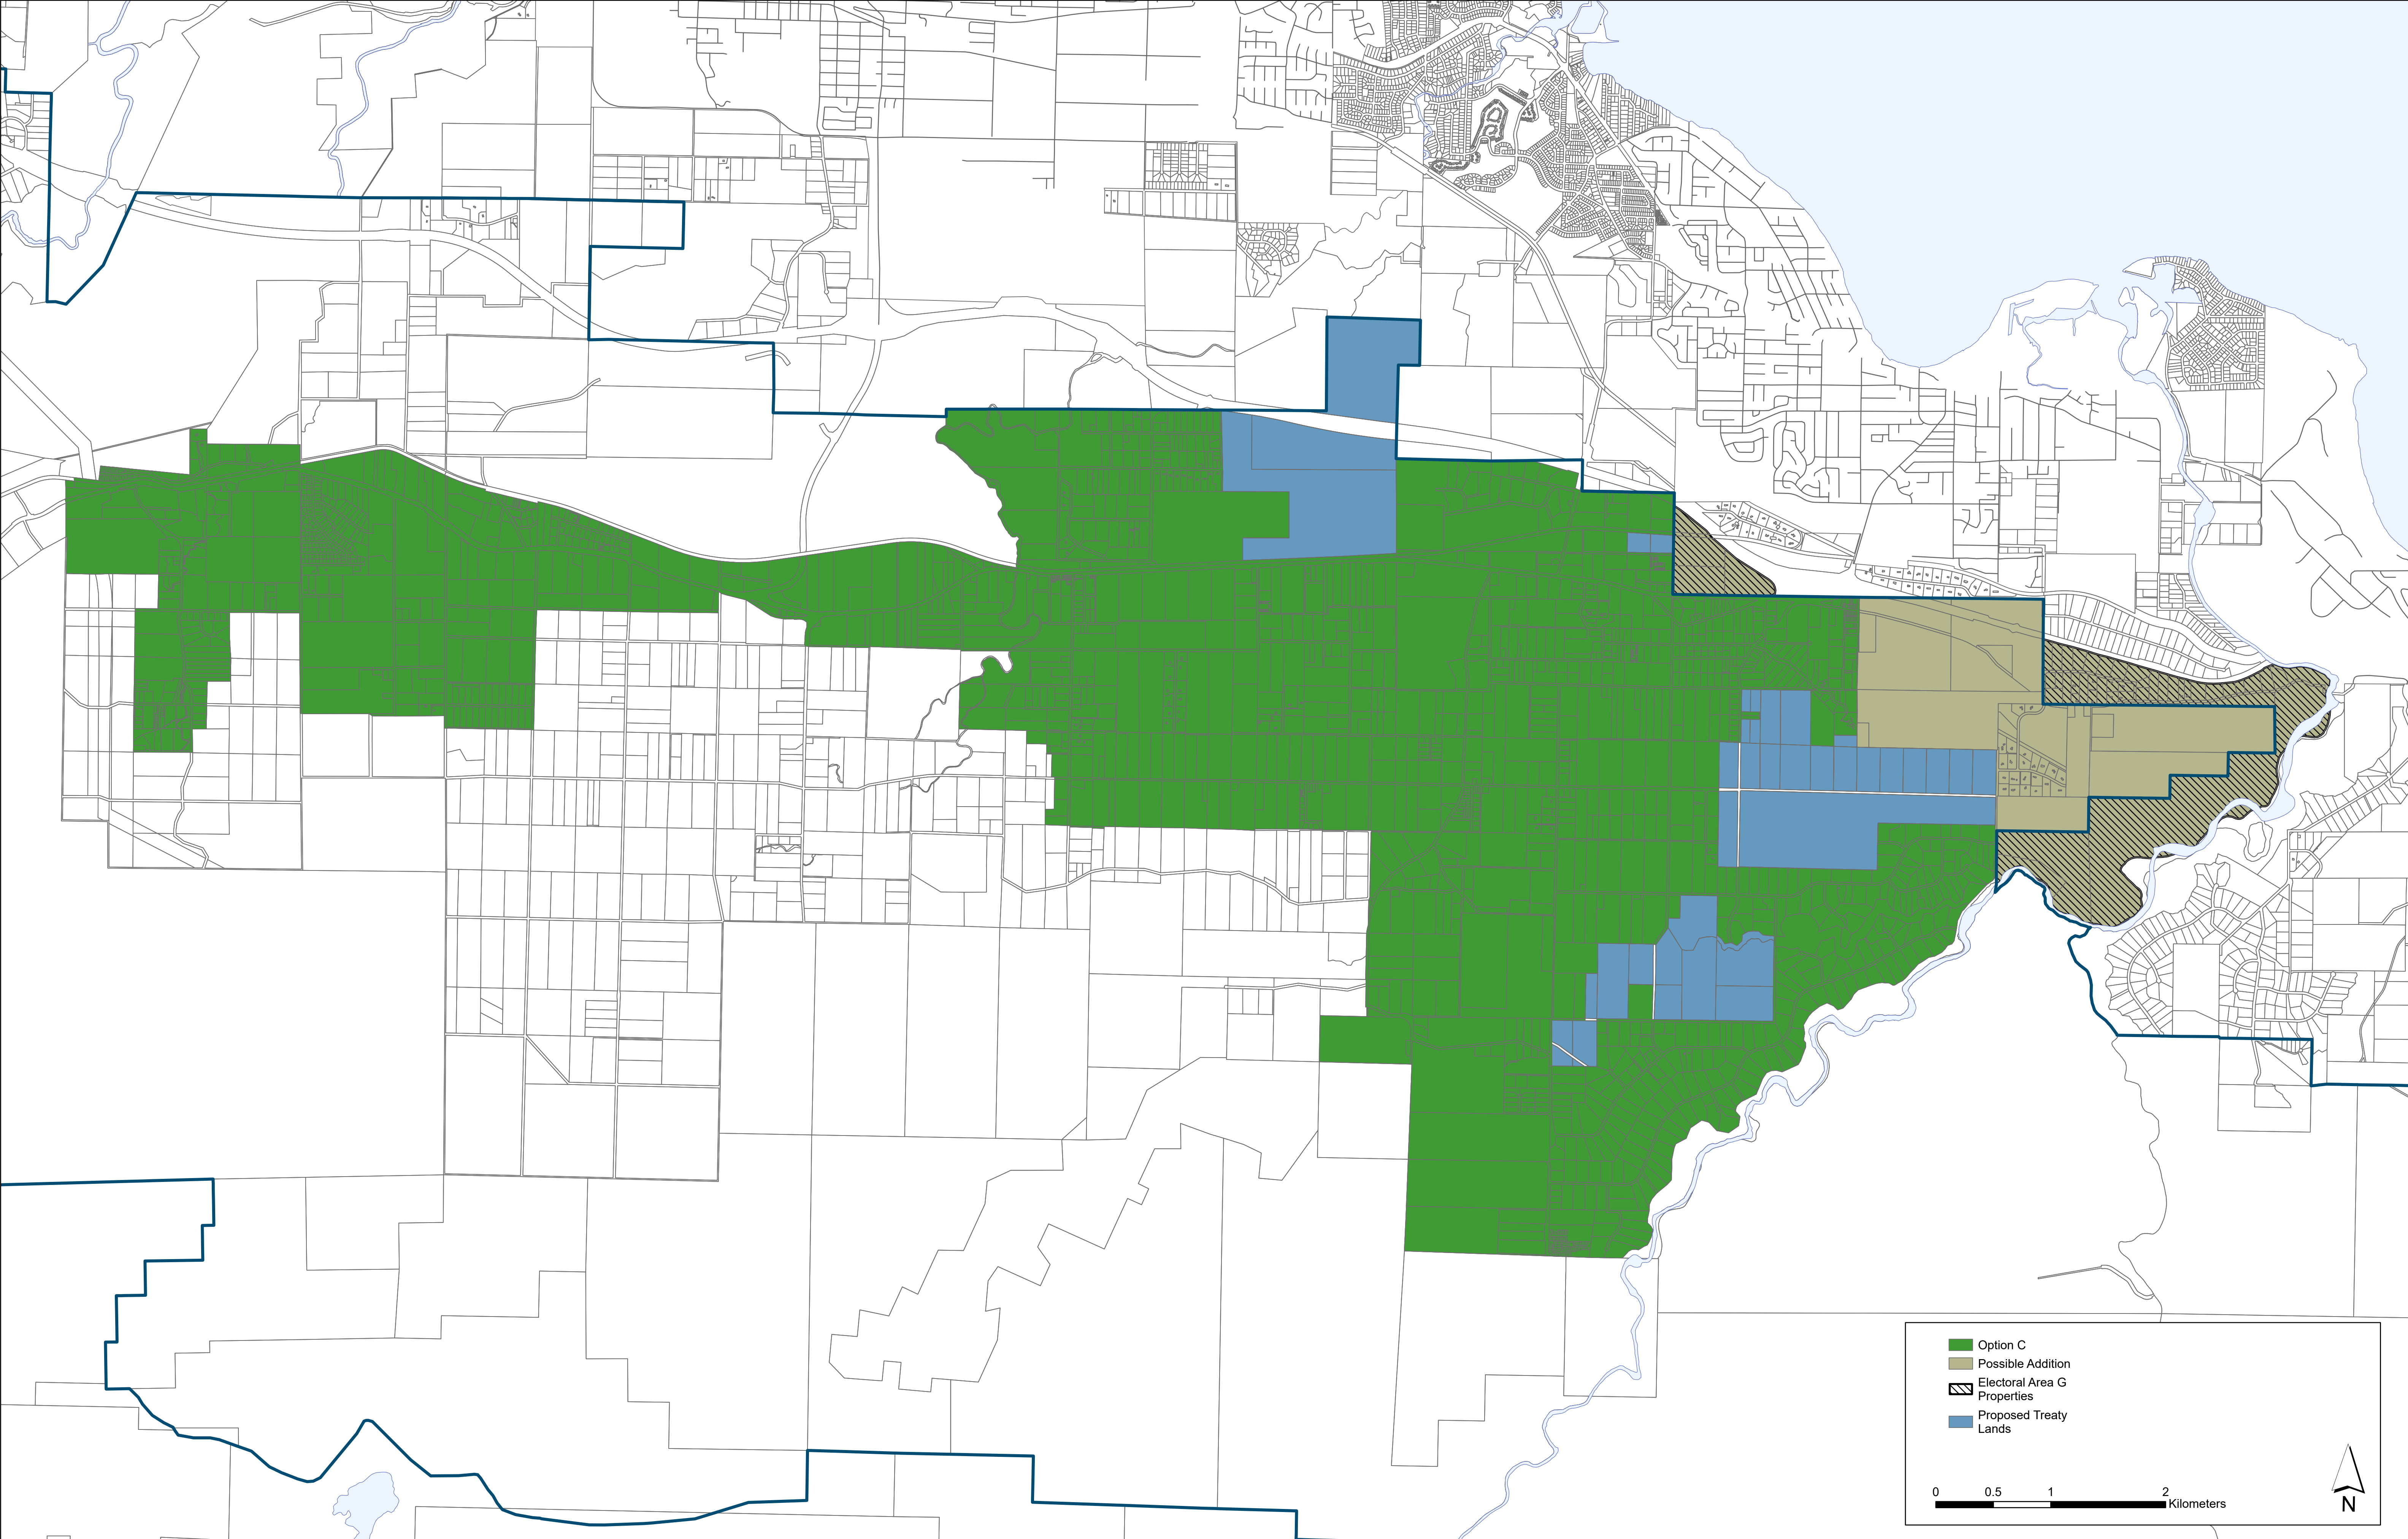 Option C
Possible Addition
Electoral Area G
Properties
Proposed Treaty
Lands
0 0.5 1 2
Kilometers
N